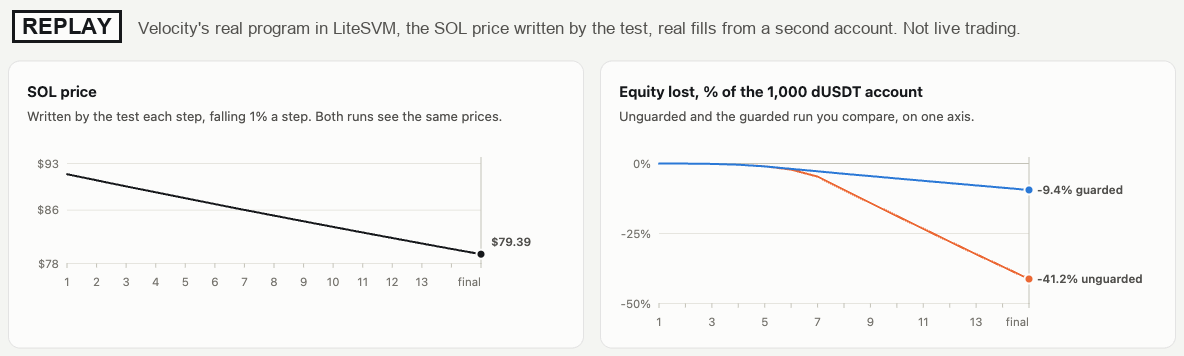 REPLAY
Velocity's real program in LiteSVM, the SOL price written by the test, real fills from a second account. Not live trading.
SOL price
Written by the test each step, falling 1% a step. Both runs see the same prices.
$93
$86
$78
$79.39
1 2 3 4 5 6 7 8 9 10 11 12 13 final
Equity lost, % of the 1,000 dUSDT account
Unguarded and the guarded run you compare, on one axis.
0%
-25%
-50%
-9.4% guarded
-41.2% unguarded
1 3 5 7 9 11 13 final